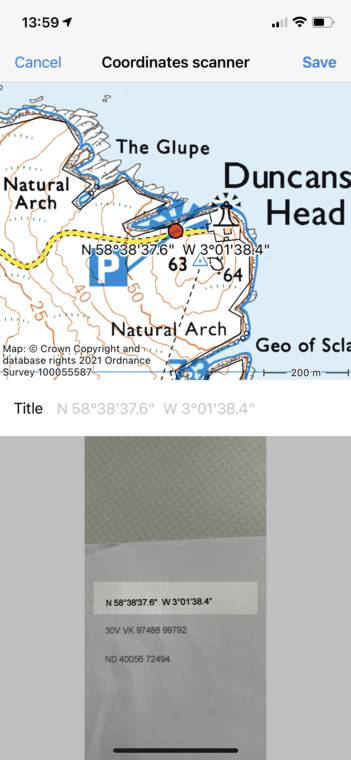 13:59
Cancel Coordinates scanner Save
The Glupe
Duncans
Head
Natural
Arch
N 58°38'37.6" W 3°01'38.4"
P
63
64
50
40
25
Natural Arch
Geo of Scla
Map: © Crown Copyright and
database rights 2021 Ordnance
Survey 100055587
200 m
Title N 58°38'37.6" W 3°01'38.4"
N 58°38'37.6" W 3°01'38.4"
30V VK 97488 99792
ND 40056 72494